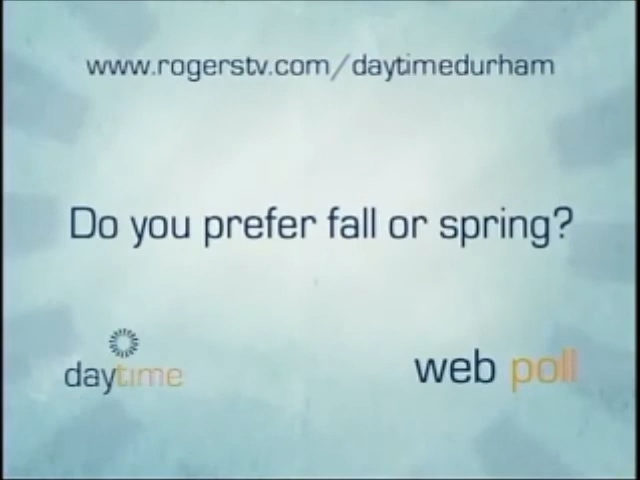 www.rogerstv.com/daytimedurham
Do you prefer fall or spring?
daytime
web poll